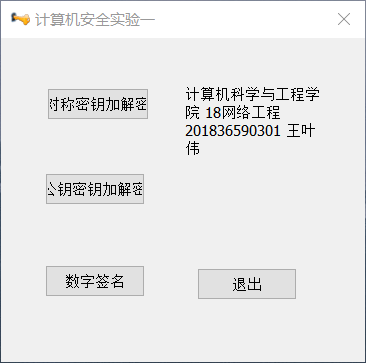 计算机安全实验一
对称密钥加解密
计算机科学与工程学
院 18网络工程
201836590301 王叶
伟
公钥密钥加解密
数字签名
退出